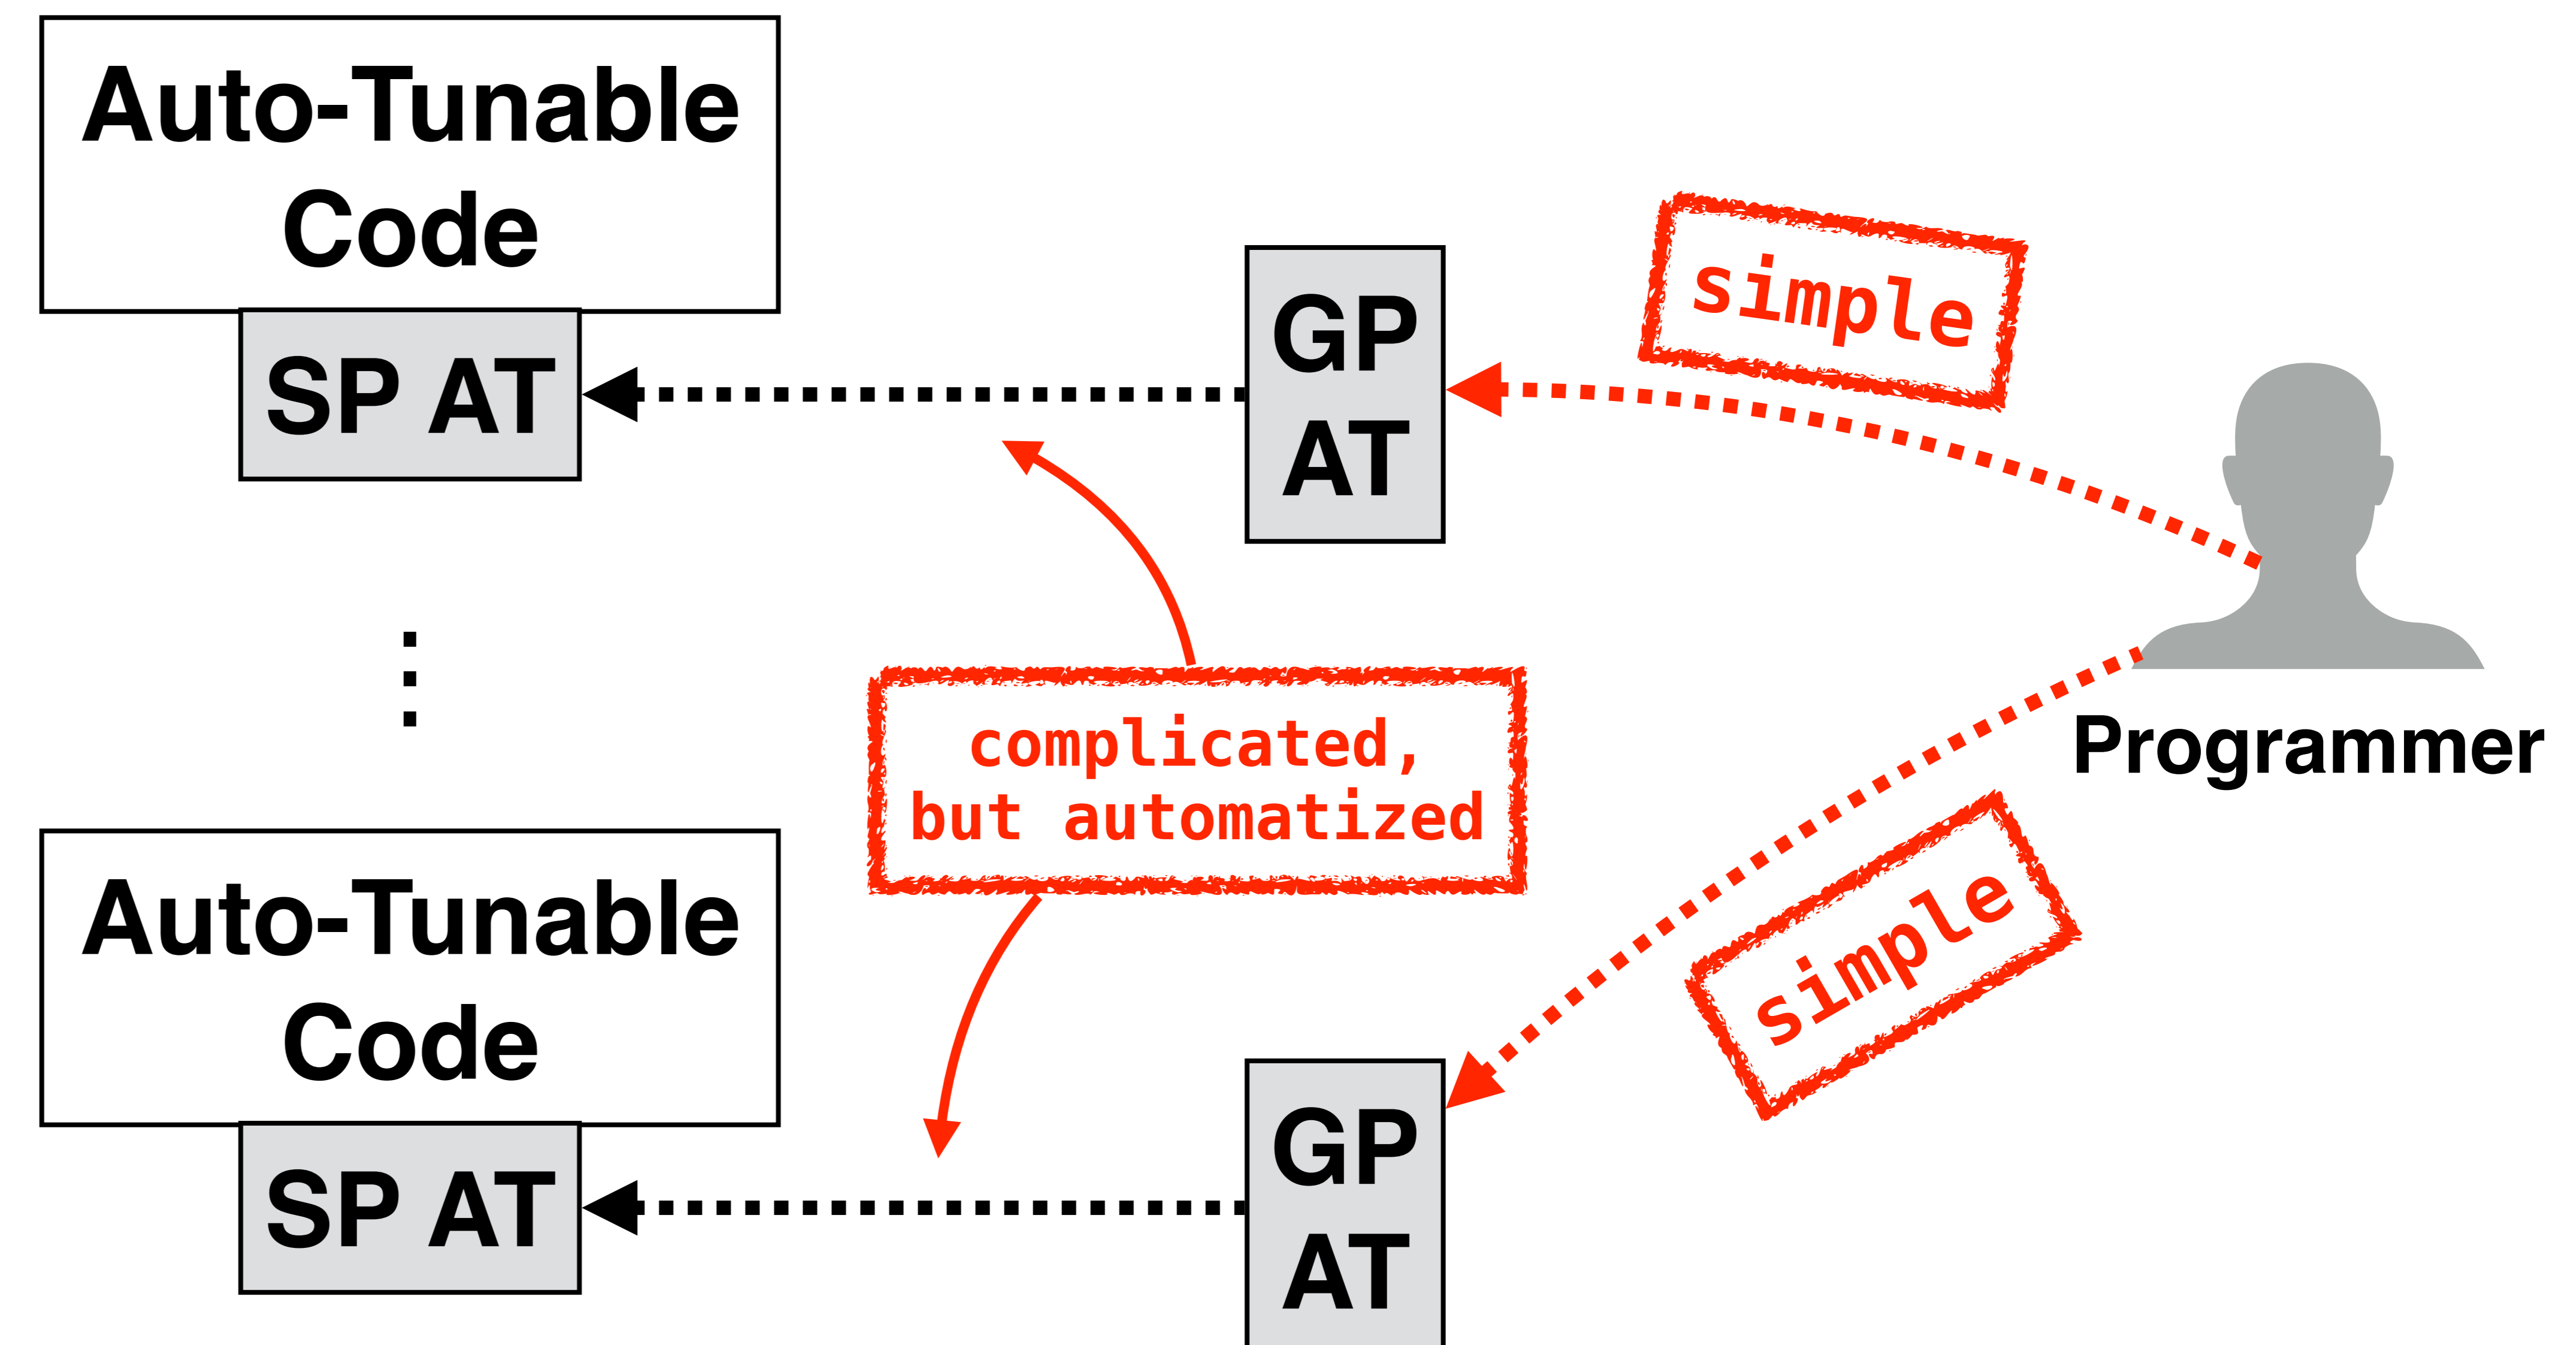 Auto-Tunable
Code
SP AT
GP
AT
simple
Programmer
complicated,
but automatized
simple
Auto-Tunable
Code
SP AT
GP
AT